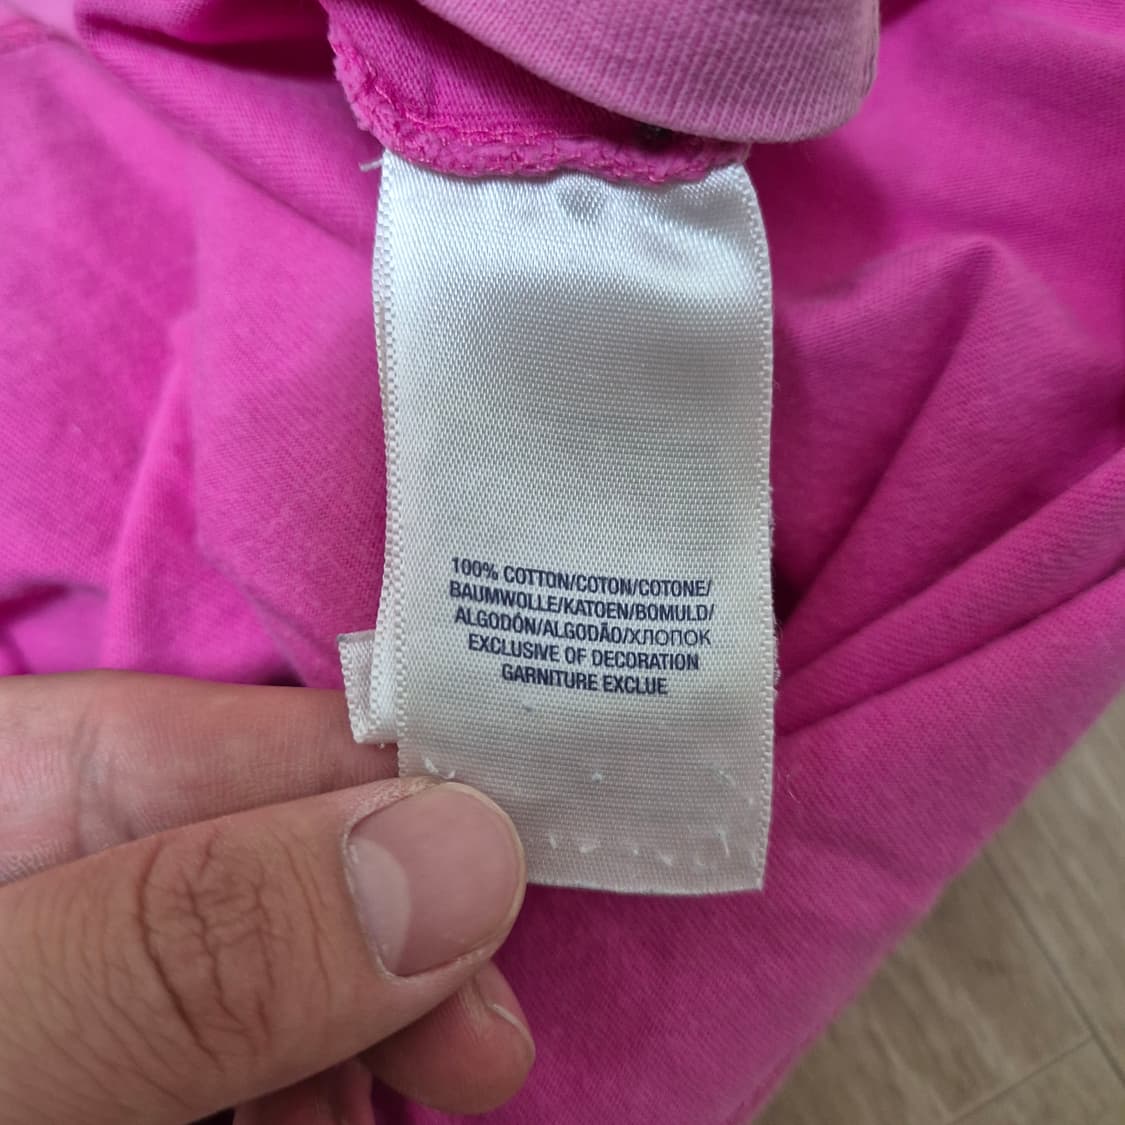 100% COTTON/COTON/COTONE/
BAUMWOLLE/KATOEN/BOMULD/
ALGODÓN/ALGODÃO/ХЛОПОК
EXCLUSIVE OF DECORATION
GARNITURE EXCLUE